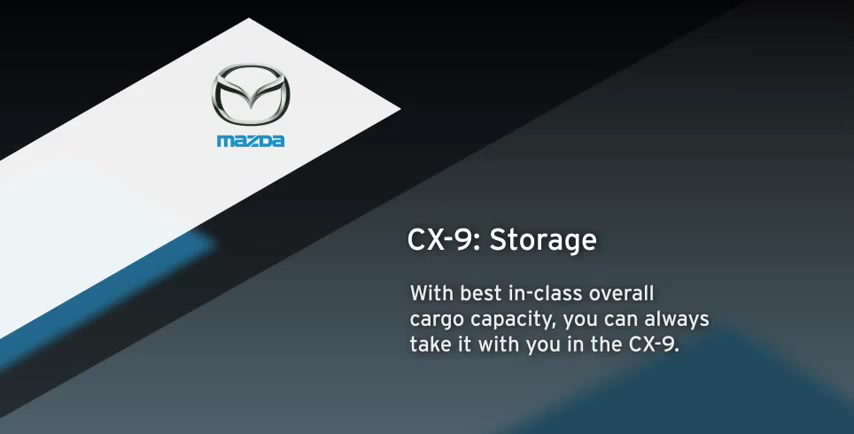 mazda
CX-9: Storage
With best in-class overall
cargo capacity, you can always
take it with you in the CX-9.